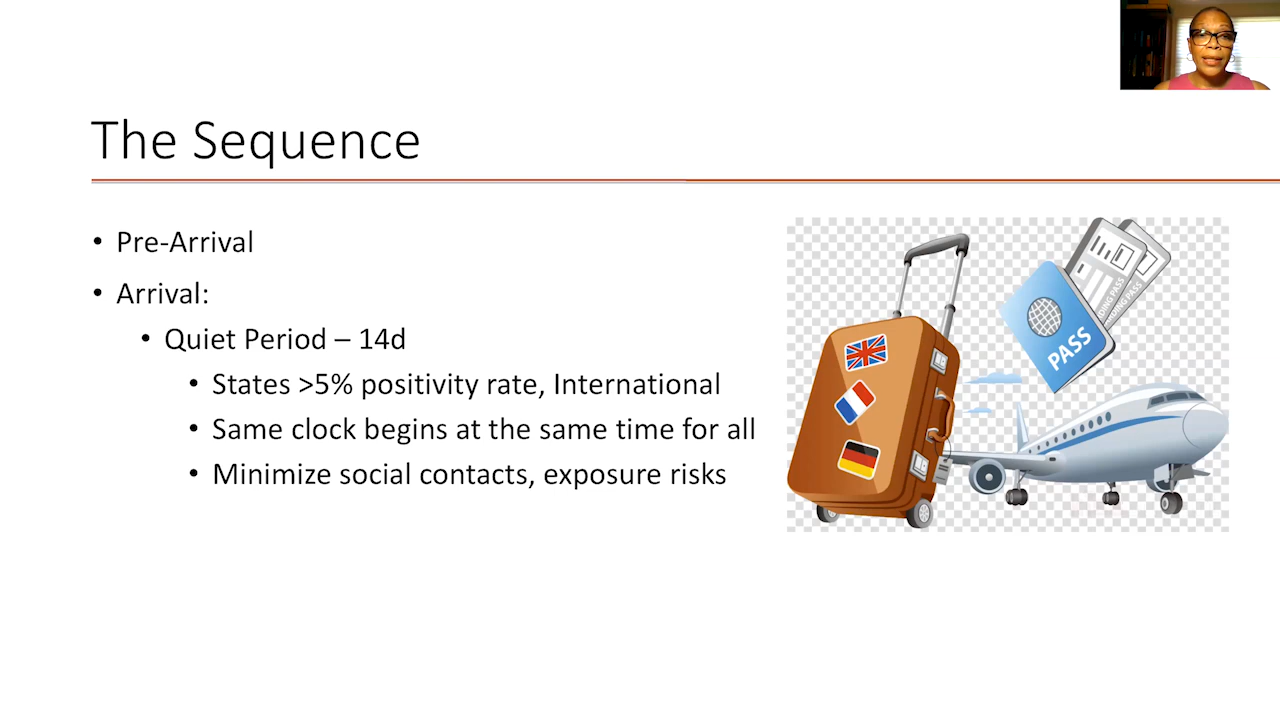 The Sequence
• Pre-Arrival
• Arrival:
• Quiet Period – 14d
• States >5% positivity rate, International
• Same clock begins at the same time for all
• Minimize social contacts, exposure risks
PASS